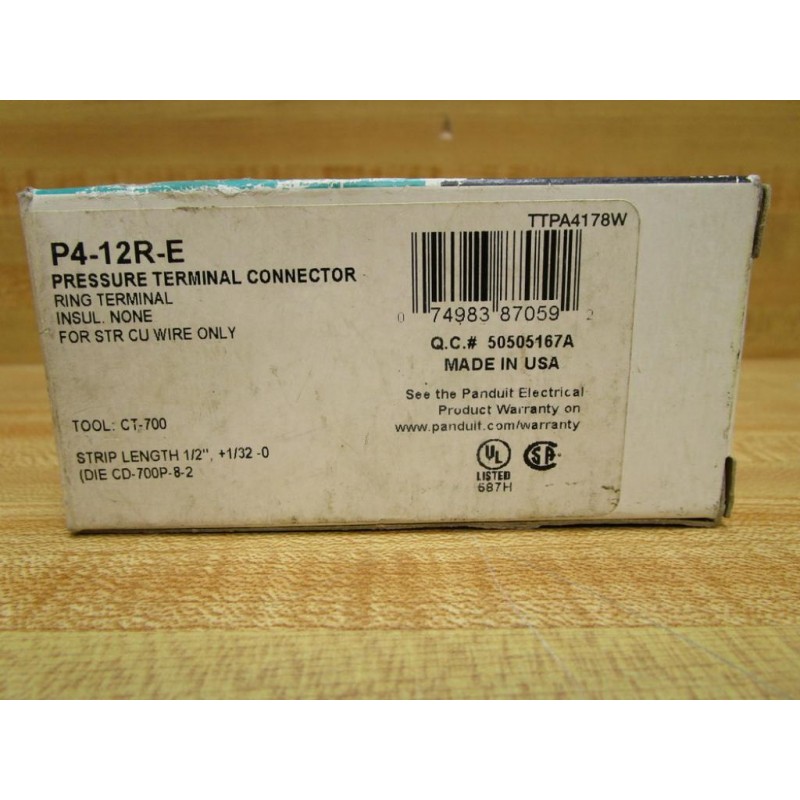 TTPA4178W
P4-12R-E
PRESSURE TERMINAL CONNECTOR
RING TERMINAL
INSUL. NONE
FOR STR CU WIRE ONLY
TOOL: CT-700
STRIP LENGTH 1/2", +1/32 -0
(DIE CD-700P-8-2
0 74983 87059 2
Q.C.# 50505167A
MADE IN USA
See the Panduit Electrical
Product Warranty on
www.panduit.com/warranty
UL
SA
LISTED
687H